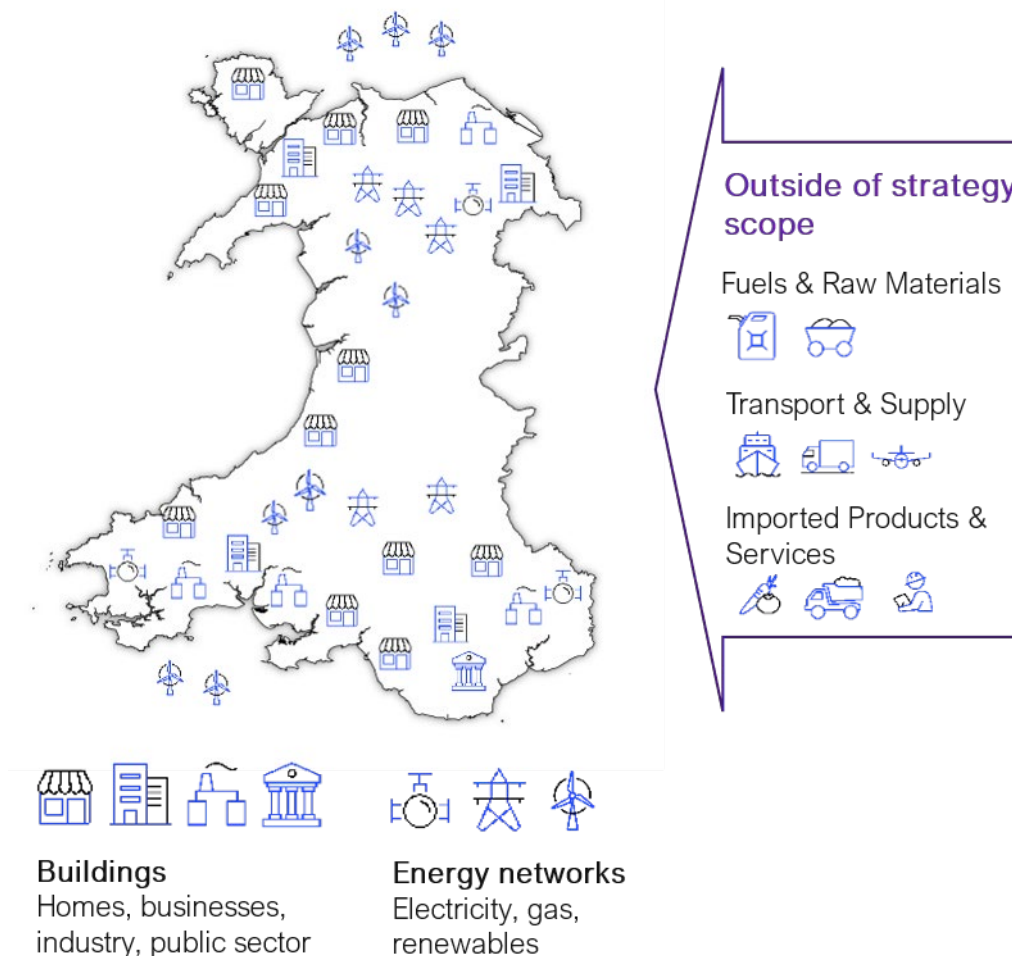 Outside of strategy
scope
Fuels & Raw Materials
Transport & Supply
Imported Products &
Services
Buildings
Homes, businesses,
industry, public sector
Energy networks
Electricity, gas,
renewables